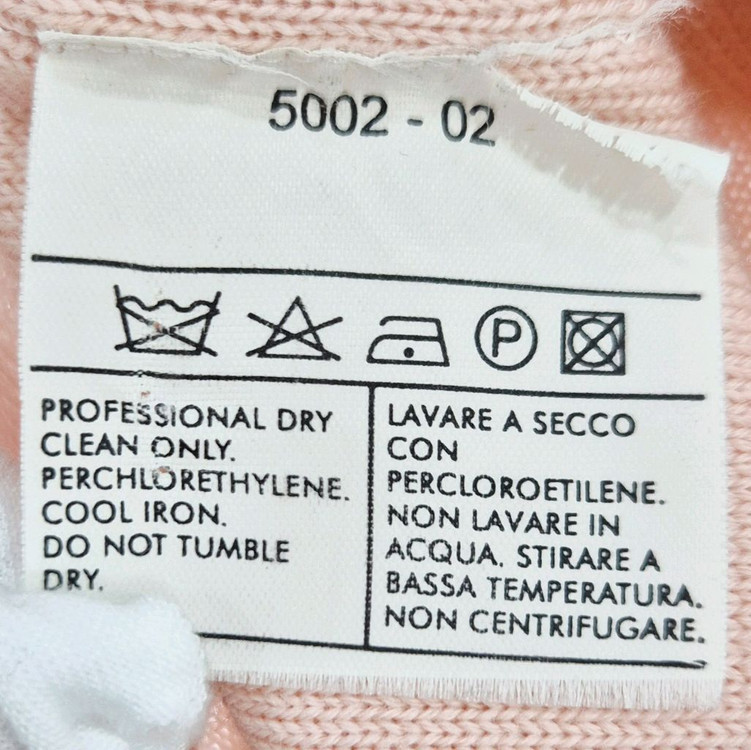 5002 - 02
P
PROFESSIONAL DRY
CLEAN ONLY.
PERCHLORETHYLENE.
COOL IRON.
DO NOT TUMBLE
DRY.
LAVARE A SECCO
CON
PERCLOROETILENE.
NON LAVARE IN
ACQUA. STIRARE A
BASSA TEMPERATURA.
NON CENTRIFUGARE.